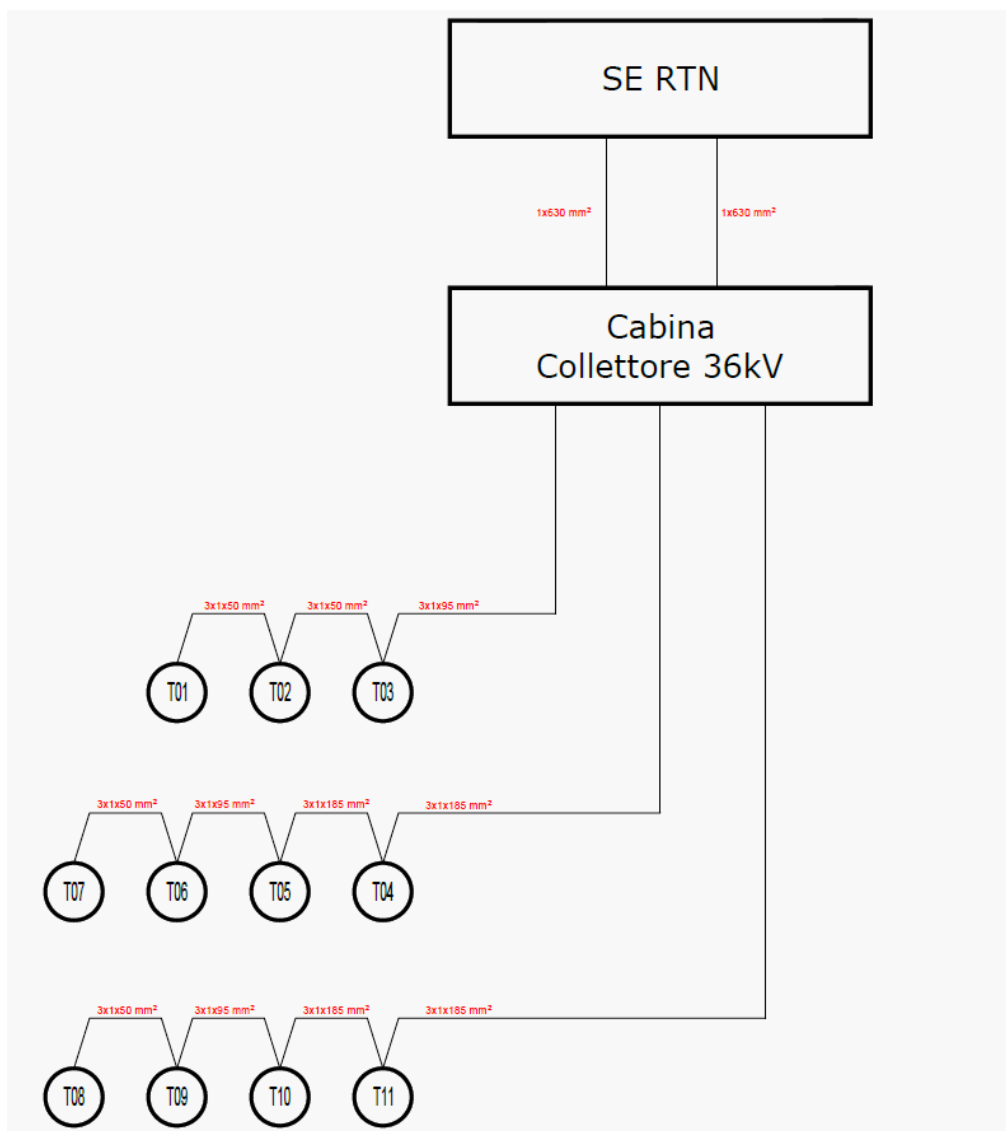 SE RTN
1x630 mm²
1x630 mm²
Cabina
Collettore 36kV
3x1x50 mm²
3x1x50 mm²
3x1x95 mm²
T01
T02
T03
3x1x50 mm²
3x1x95 mm²
3x1x185 mm²
3x1x185 mm²
T07
T06
T05
T04
3x1x50 mm²
3x1x95 mm²
3x1x185 mm²
3x1x185 mm²
T08
T09
T10
T11